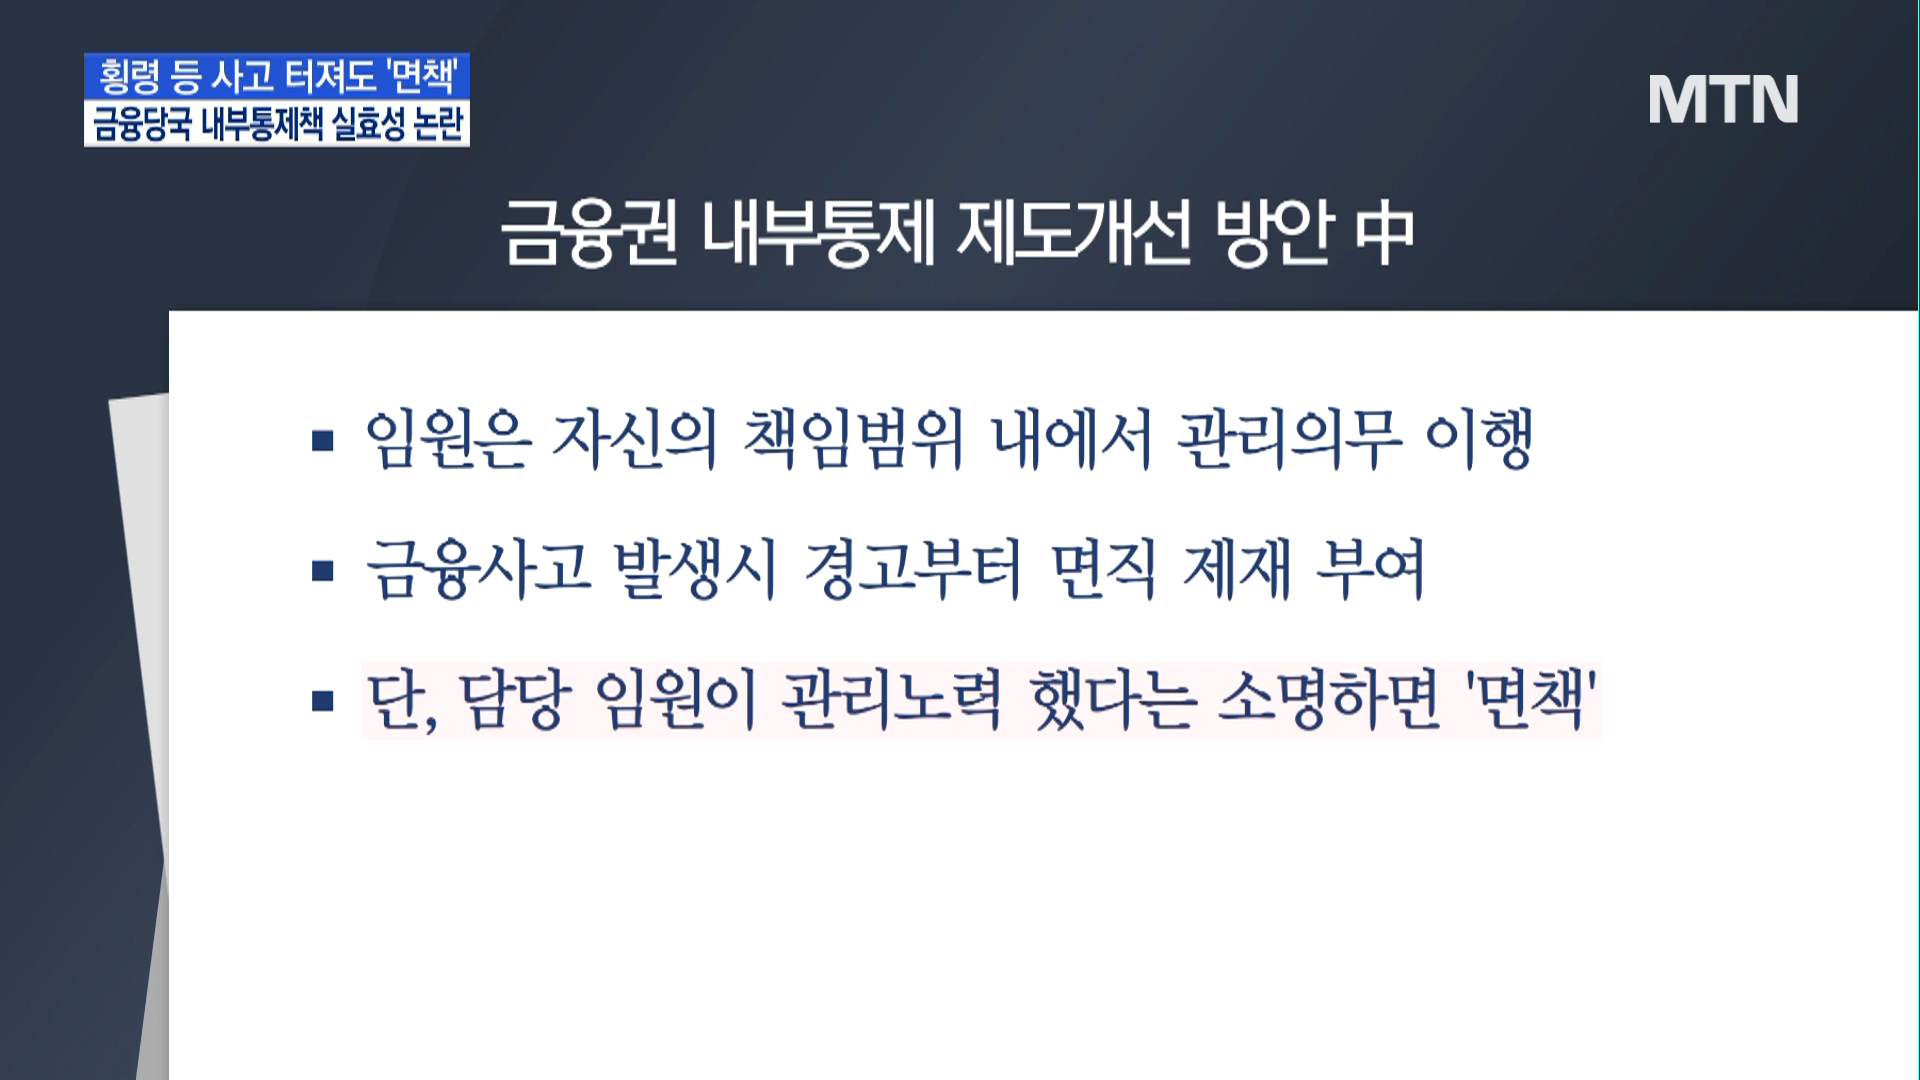 횡령 등 사고 터져도 '면책'
금융당국 내부통제책 실효성 논란
MTN
금융권 내부통제 제도개선 방안 中
▪ 임원은 자신의 책임범위 내에서 관리의무 이행
▪ 금융사고 발생시 경고부터 면직 제재 부여
▪ 단, 담당 임원이 관리노력 했다는 소명하면 '면책'